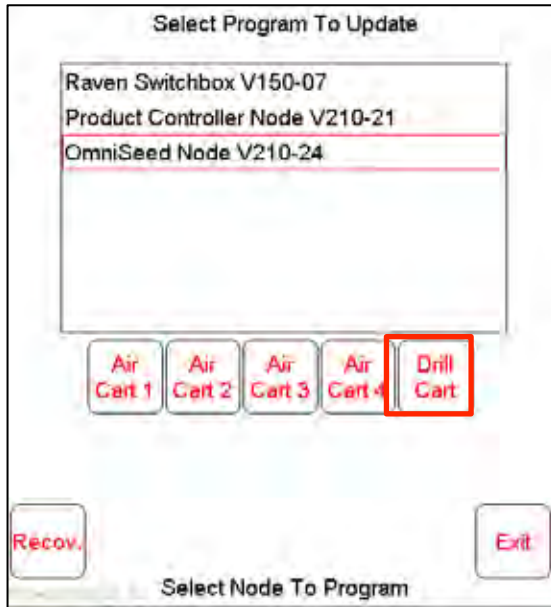 Select Program To Update
Raven Switchbox V150-07
Product Controller Node V210-21
OmniSeed Node V210-24
Air Cart 1
Air Cart 2
Air Cart 3
Air Cart 4
Drill Cart
Recov.
Exit
Select Node To Program